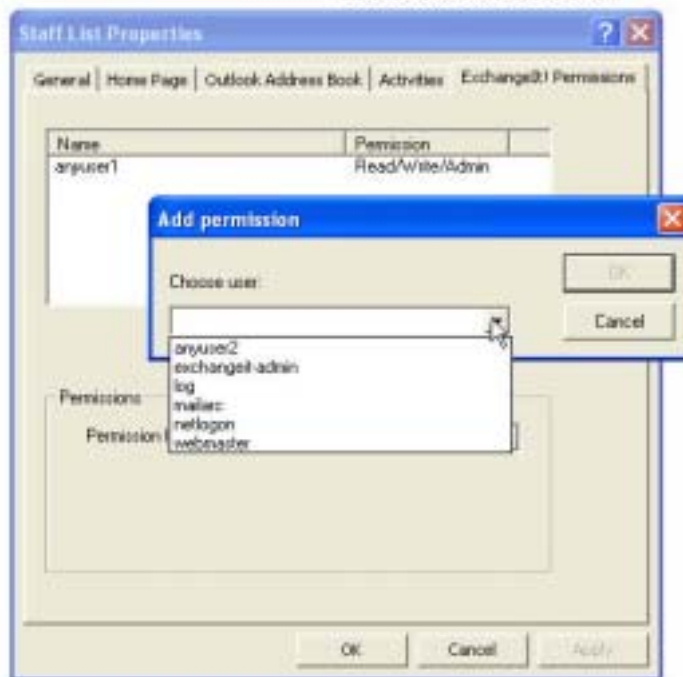 Staff List Properties
General Home Page Outlook Address Book Activities Exchangeit! Permissions
Name Permission
anyuser1 Read/Write/Admin
Add permission
Choose user:
OK
Cancel
anyuser2
exchangeit-admin
log
netlogon
webmaster
Permissions
Permission
OK Cancel Apply